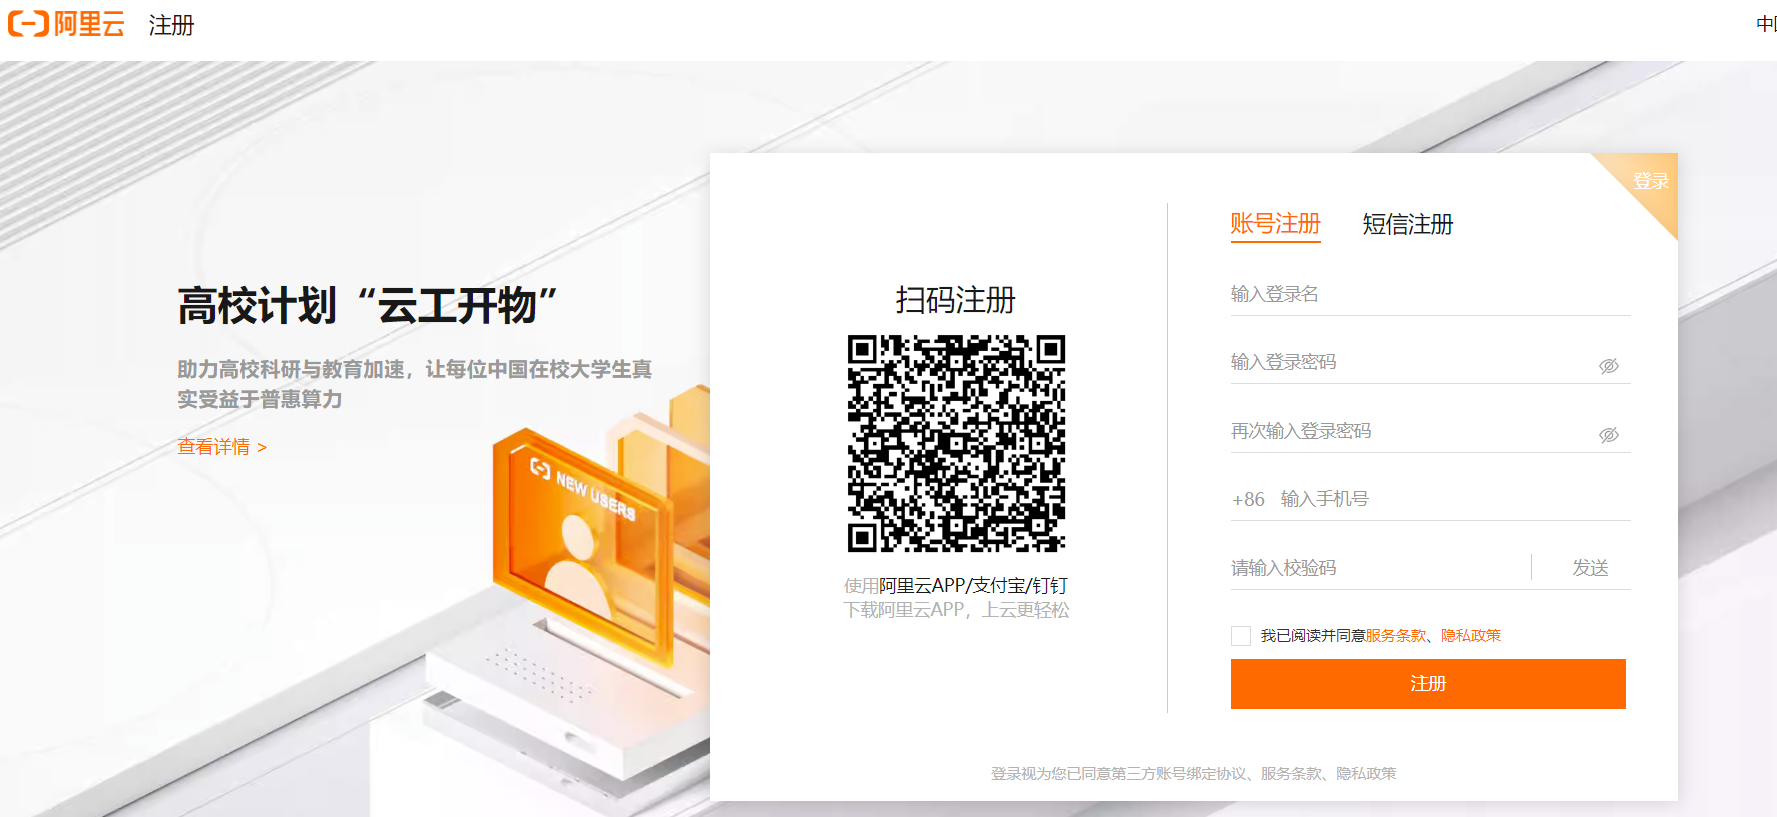 阿里云 注册
中国
登录
高校计划“云工开物”
助力高校科研与教育加速，让每位中国在校大学生真
实受益于普惠算力
查看详情 >
NEW USERS
扫码注册
使用阿里云APP/支付宝/钉钉
下载阿里云APP，上云更轻松
账号注册 短信注册
输入登录名
输入登录密码
再次输入登录密码
+86 输入手机号
请输入校验码 发送
我已阅读并同意服务条款、隐私政策
注册
登录视为您已同意第三方账号绑定协议、服务条款、隐私政策